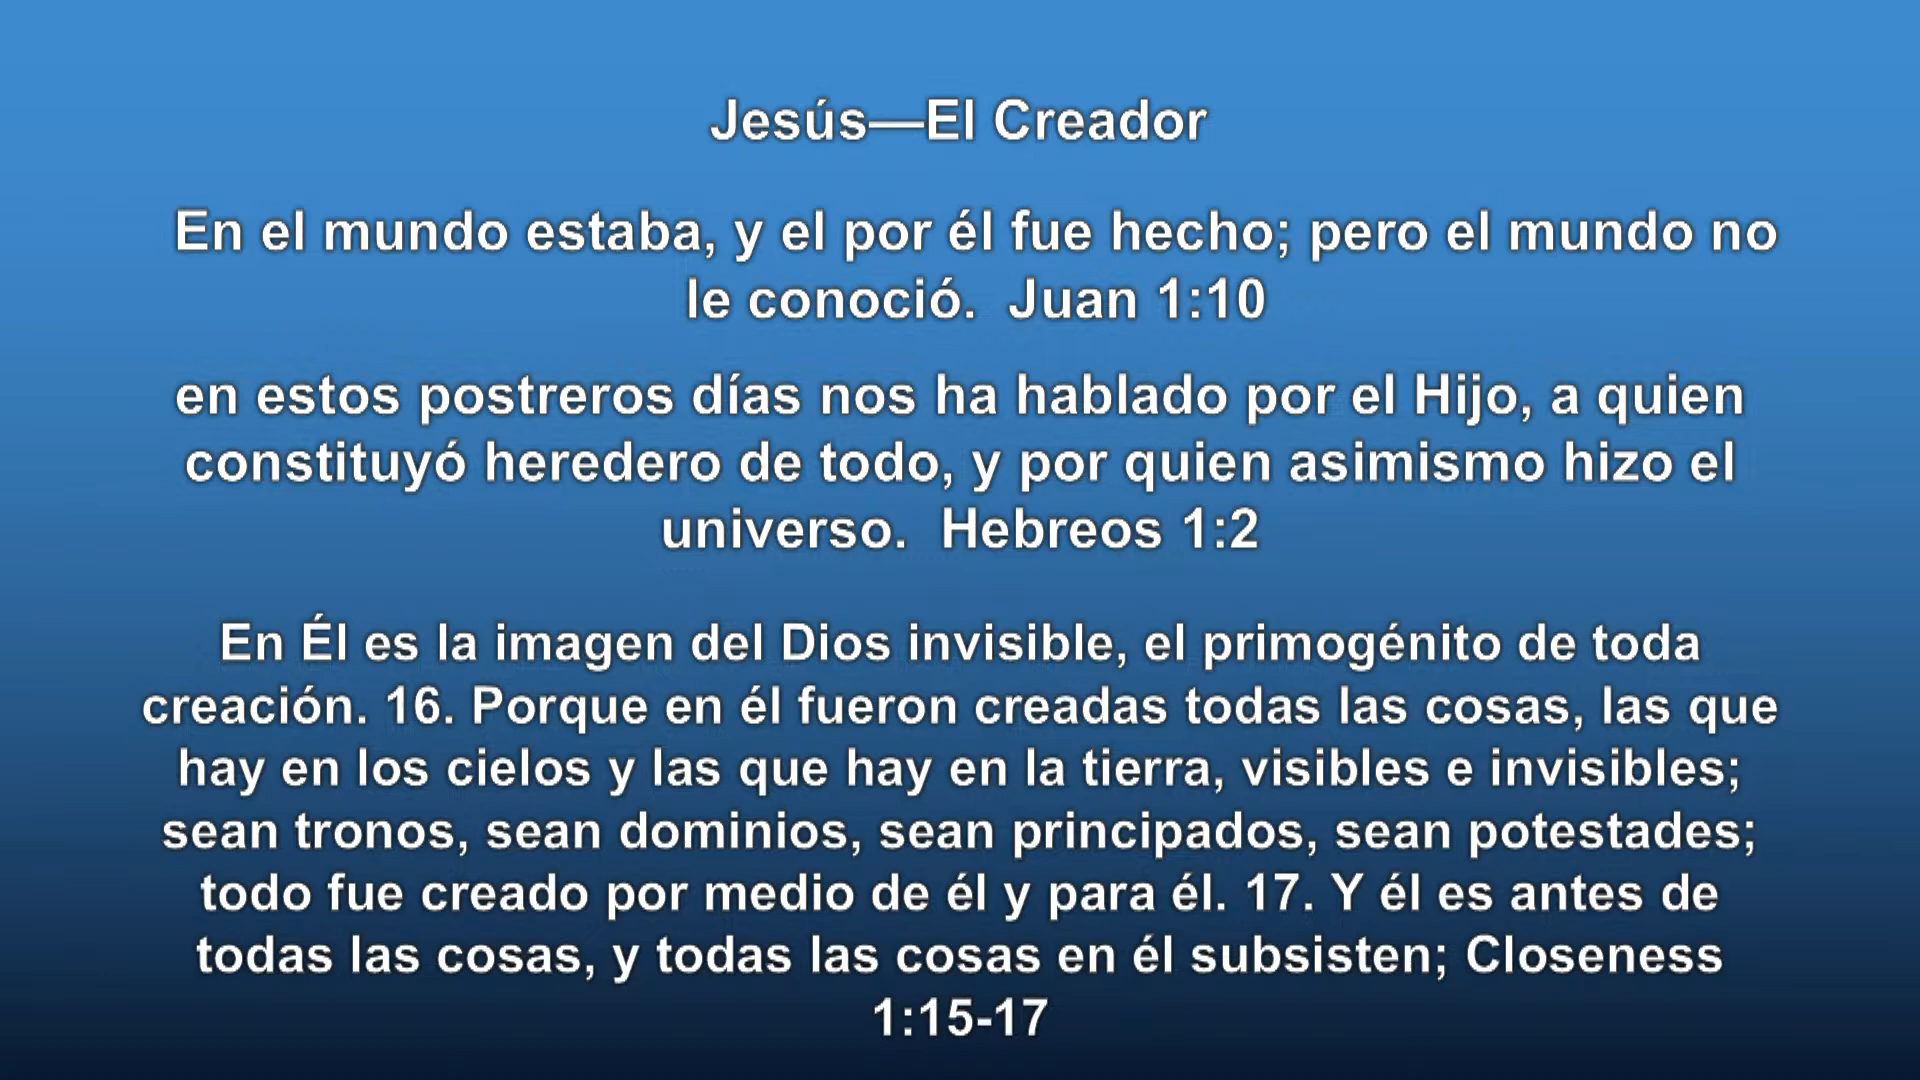 Jesús—El Creador
En el mundo estaba, y el por él fue hecho; pero el mundo no
le conoció.  Juan 1:10
en estos postreros días nos ha hablado por el Hijo, a quien
constituyó heredero de todo, y por quien asimismo hizo el
universo.  Hebreos 1:2
En Él es la imagen del Dios invisible, el primogénito de toda
creación. 16. Porque en él fueron creadas todas las cosas, las que
hay en los cielos y las que hay en la tierra, visibles e invisibles;
sean tronos, sean dominios, sean principados, sean potestades;
todo fue creado por medio de él y para él. 17. Y él es antes de
todas las cosas, y todas las cosas en él subsisten; Closeness
1:15-17